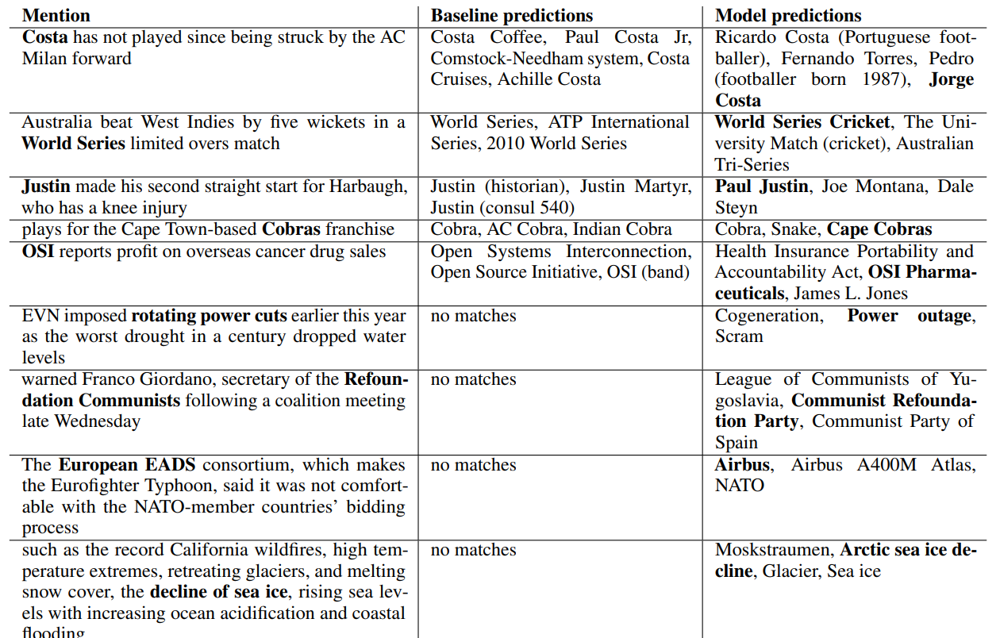 Mention
Baseline predictions
Model predictions
Costa has not played since being struck by the AC
Milan forward
Costa Coffee, Paul Costa Jr,
Comstock-Needham system, Costa
Cruises, Achille Costa
Ricardo Costa (Portuguese foot-
baller), Fernando Torres, Pedro
(footballer born 1987), Jorge
Costa
Australia beat West Indies by five wickets in a
World Series limited overs match
World Series, ATP International
Series, 2010 World Series
World Series Cricket, The Uni-
versity Match (cricket), Australian
Tri-Series
Justin made his second straight start for Harbaugh,
who has a knee injury
Justin (historian), Justin Martyr,
Justin (consul 540)
Paul Justin, Joe Montana, Dale
Steyn
plays for the Cape Town-based Cobras franchise
Cobra, AC Cobra, Indian Cobra
Cobra, Snake, Cape Cobras
OSI reports profit on overseas cancer drug sales
Open Systems Interconnection,
Open Source Initiative, OSI (band)
Health Insurance Portability and
Accountability Act, OSI Pharma-
ceuticals, James L. Jones
EVN imposed rotating power cuts earlier this year
as the worst drought in a century dropped water
levels
no matches
Cogeneration, Power outage,
Scram
warned Franco Giordano, secretary of the Refoun-
dation Communists following a coalition meeting
late Wednesday
no matches
League of Communists of Yu-
goslavia, Communist Refounda-
tion Party, Communist Party of
Spain
The European EADS consortium, which makes
the Eurofighter Typhoon, said it was not comfort-
able with the NATO-member countries' bidding
process
no matches
Airbus, Airbus A400M Atlas,
NATO
such as the record California wildfires, high tem-
perature extremes, retreating glaciers, and melting
snow cover, the decline of sea ice, rising sea lev-
els with increasing ocean acidification and coastal
flooding
no matches
Moskstraumen, Arctic sea ice de-
cline, Glacier, Sea ice